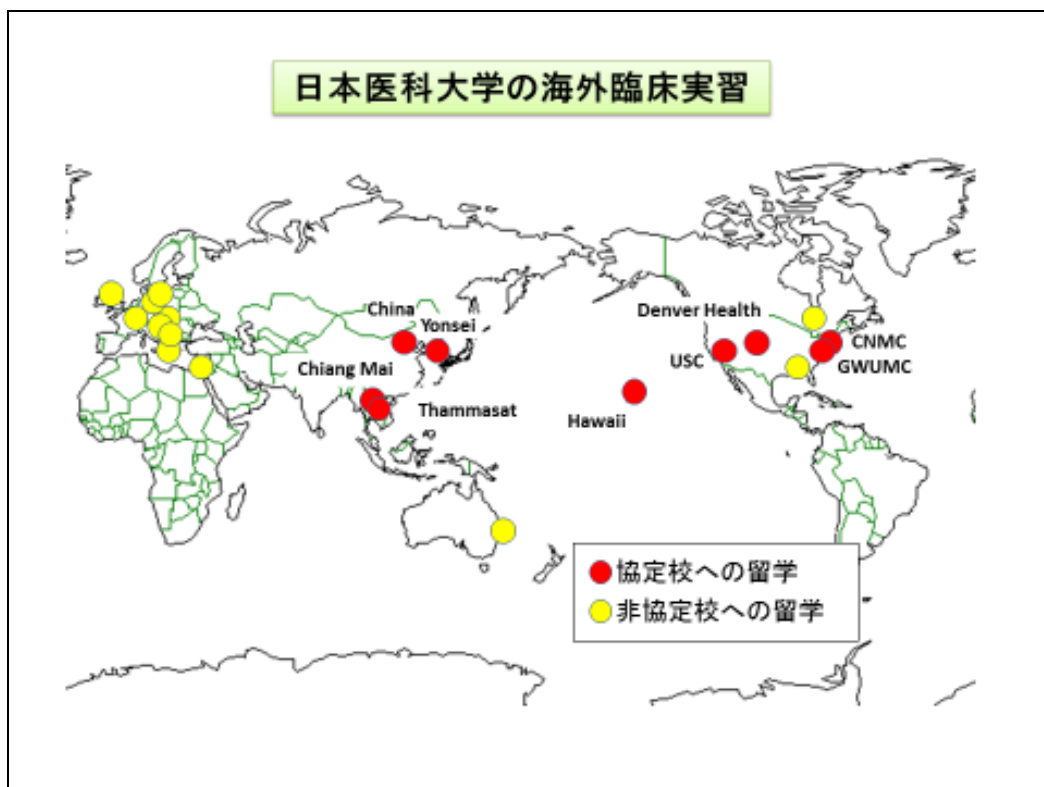 日本医科大学の海外臨床実習
China
Yonsei
Denver Health
CNMC
USC
GWUMC
Chiang Mai
Thammasat
Hawaii
協定校への留学
非協定校への留学